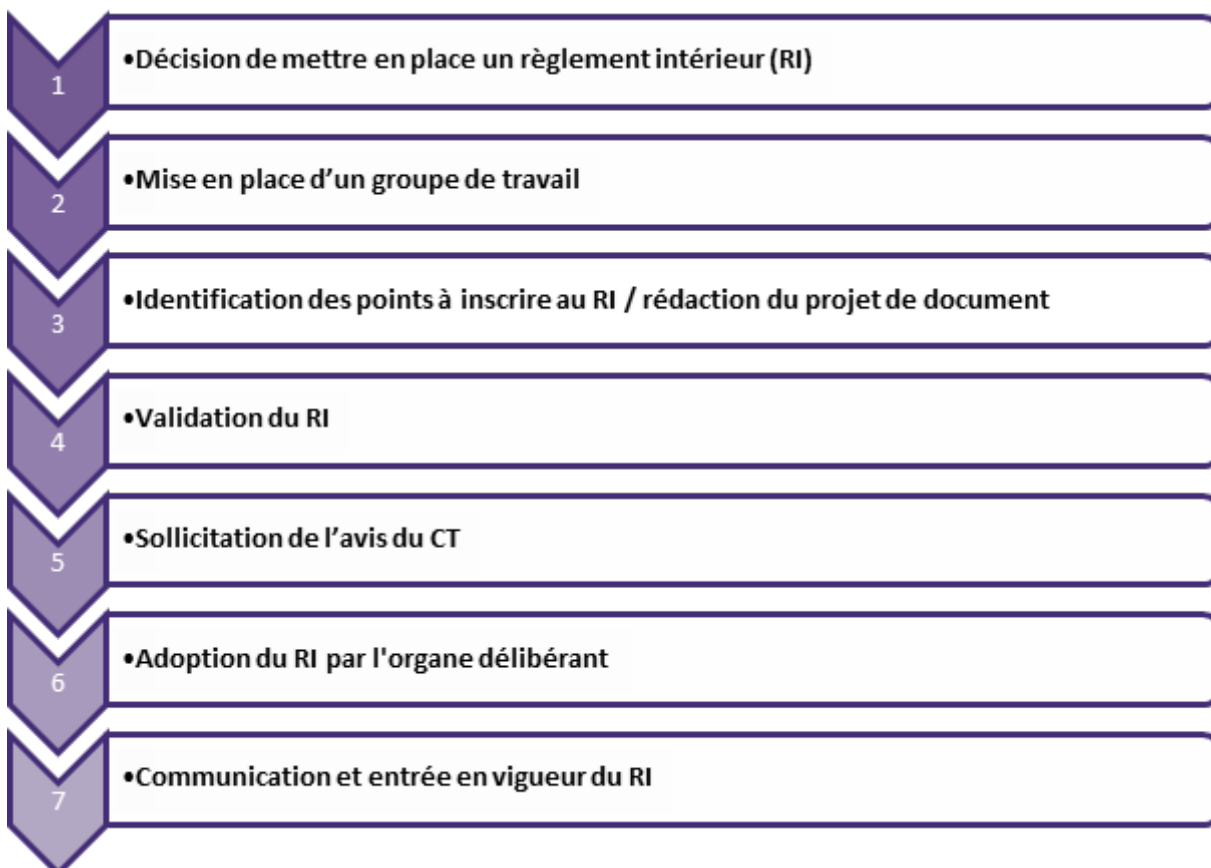 1
•Décision de mettre en place un règlement intérieur (RI)
2
•Mise en place d’un groupe de travail
3
•Identification des points à inscrire au RI / rédaction du projet de document
4
•Validation du RI
5
•Sollicitation de l’avis du CT
6
•Adoption du RI par l'organe délibérant
7
•Communication et entrée en vigueur du RI